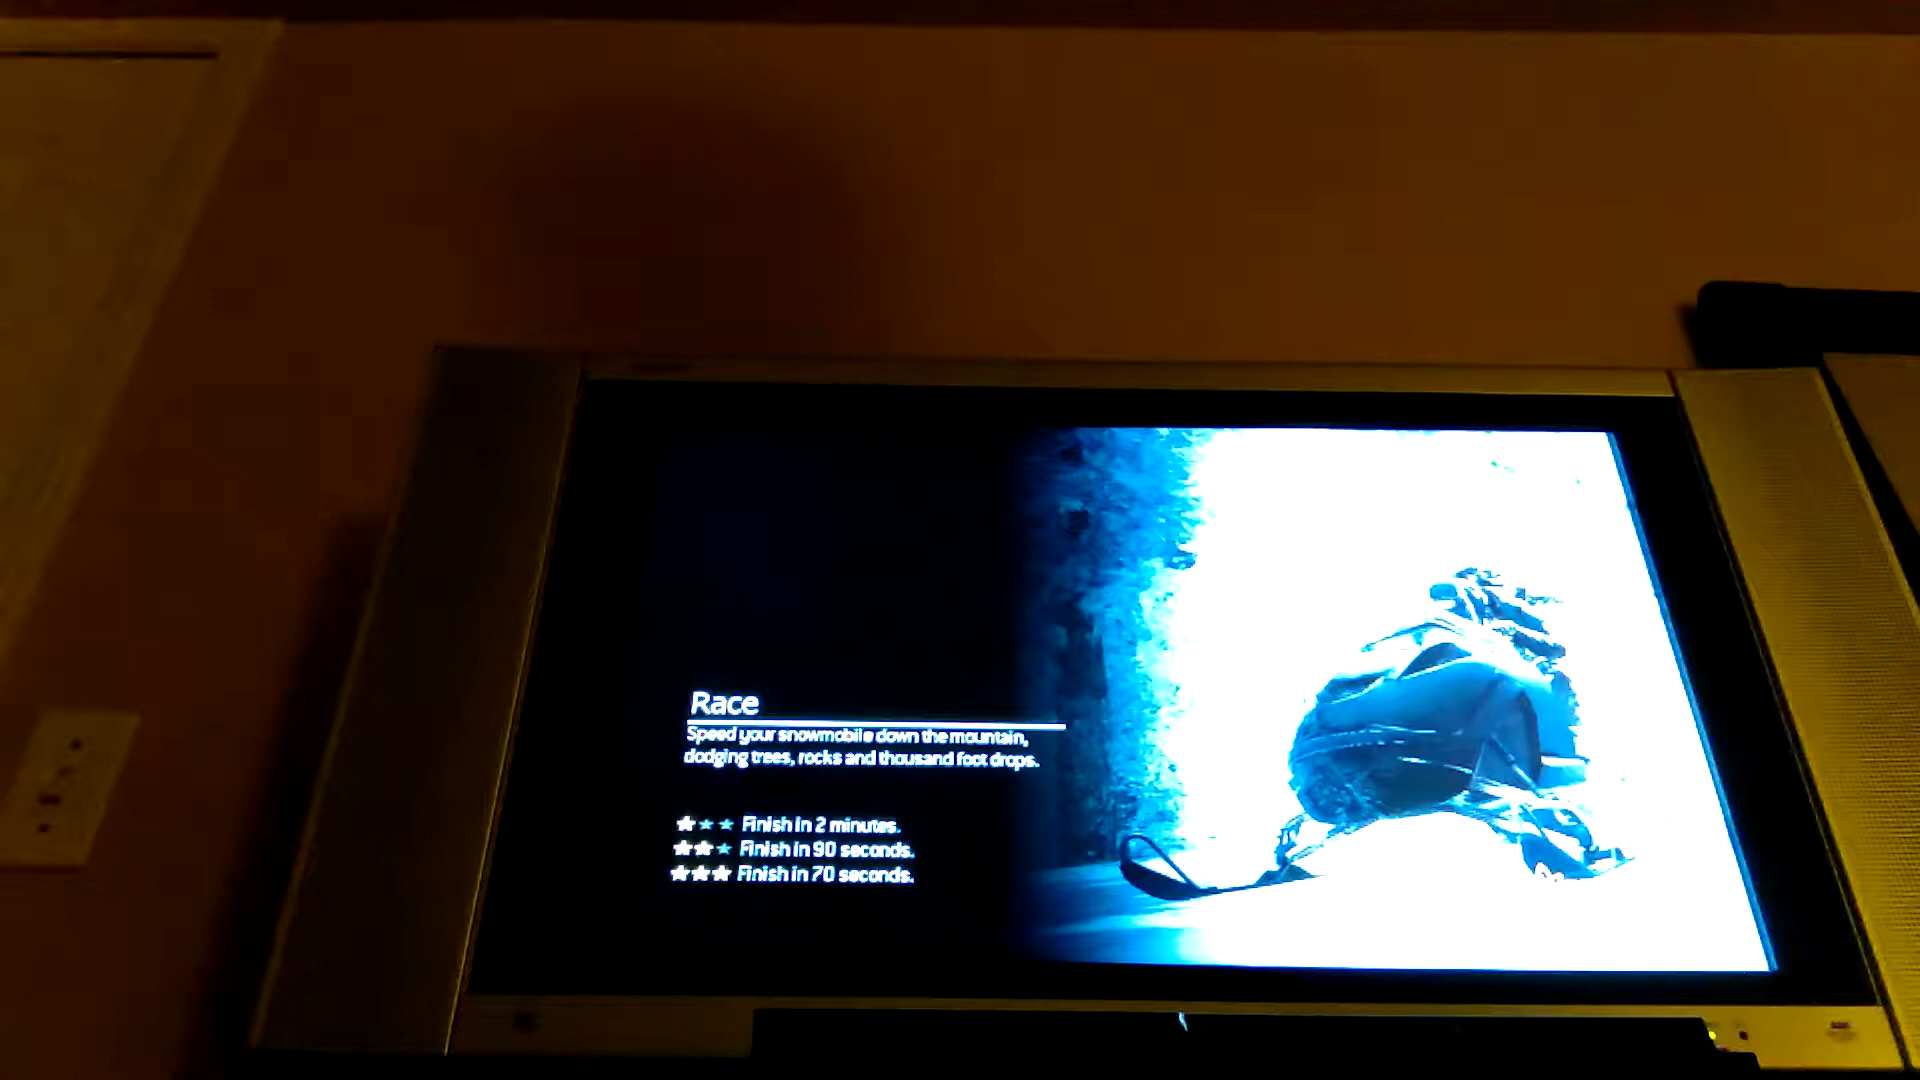 Race
Speed your snowmobile down the mountain,
dodging trees, rocks and thousand foot drops.
Finish in 2 minutes.
Finish in 90 seconds.
Finish in 70 seconds.